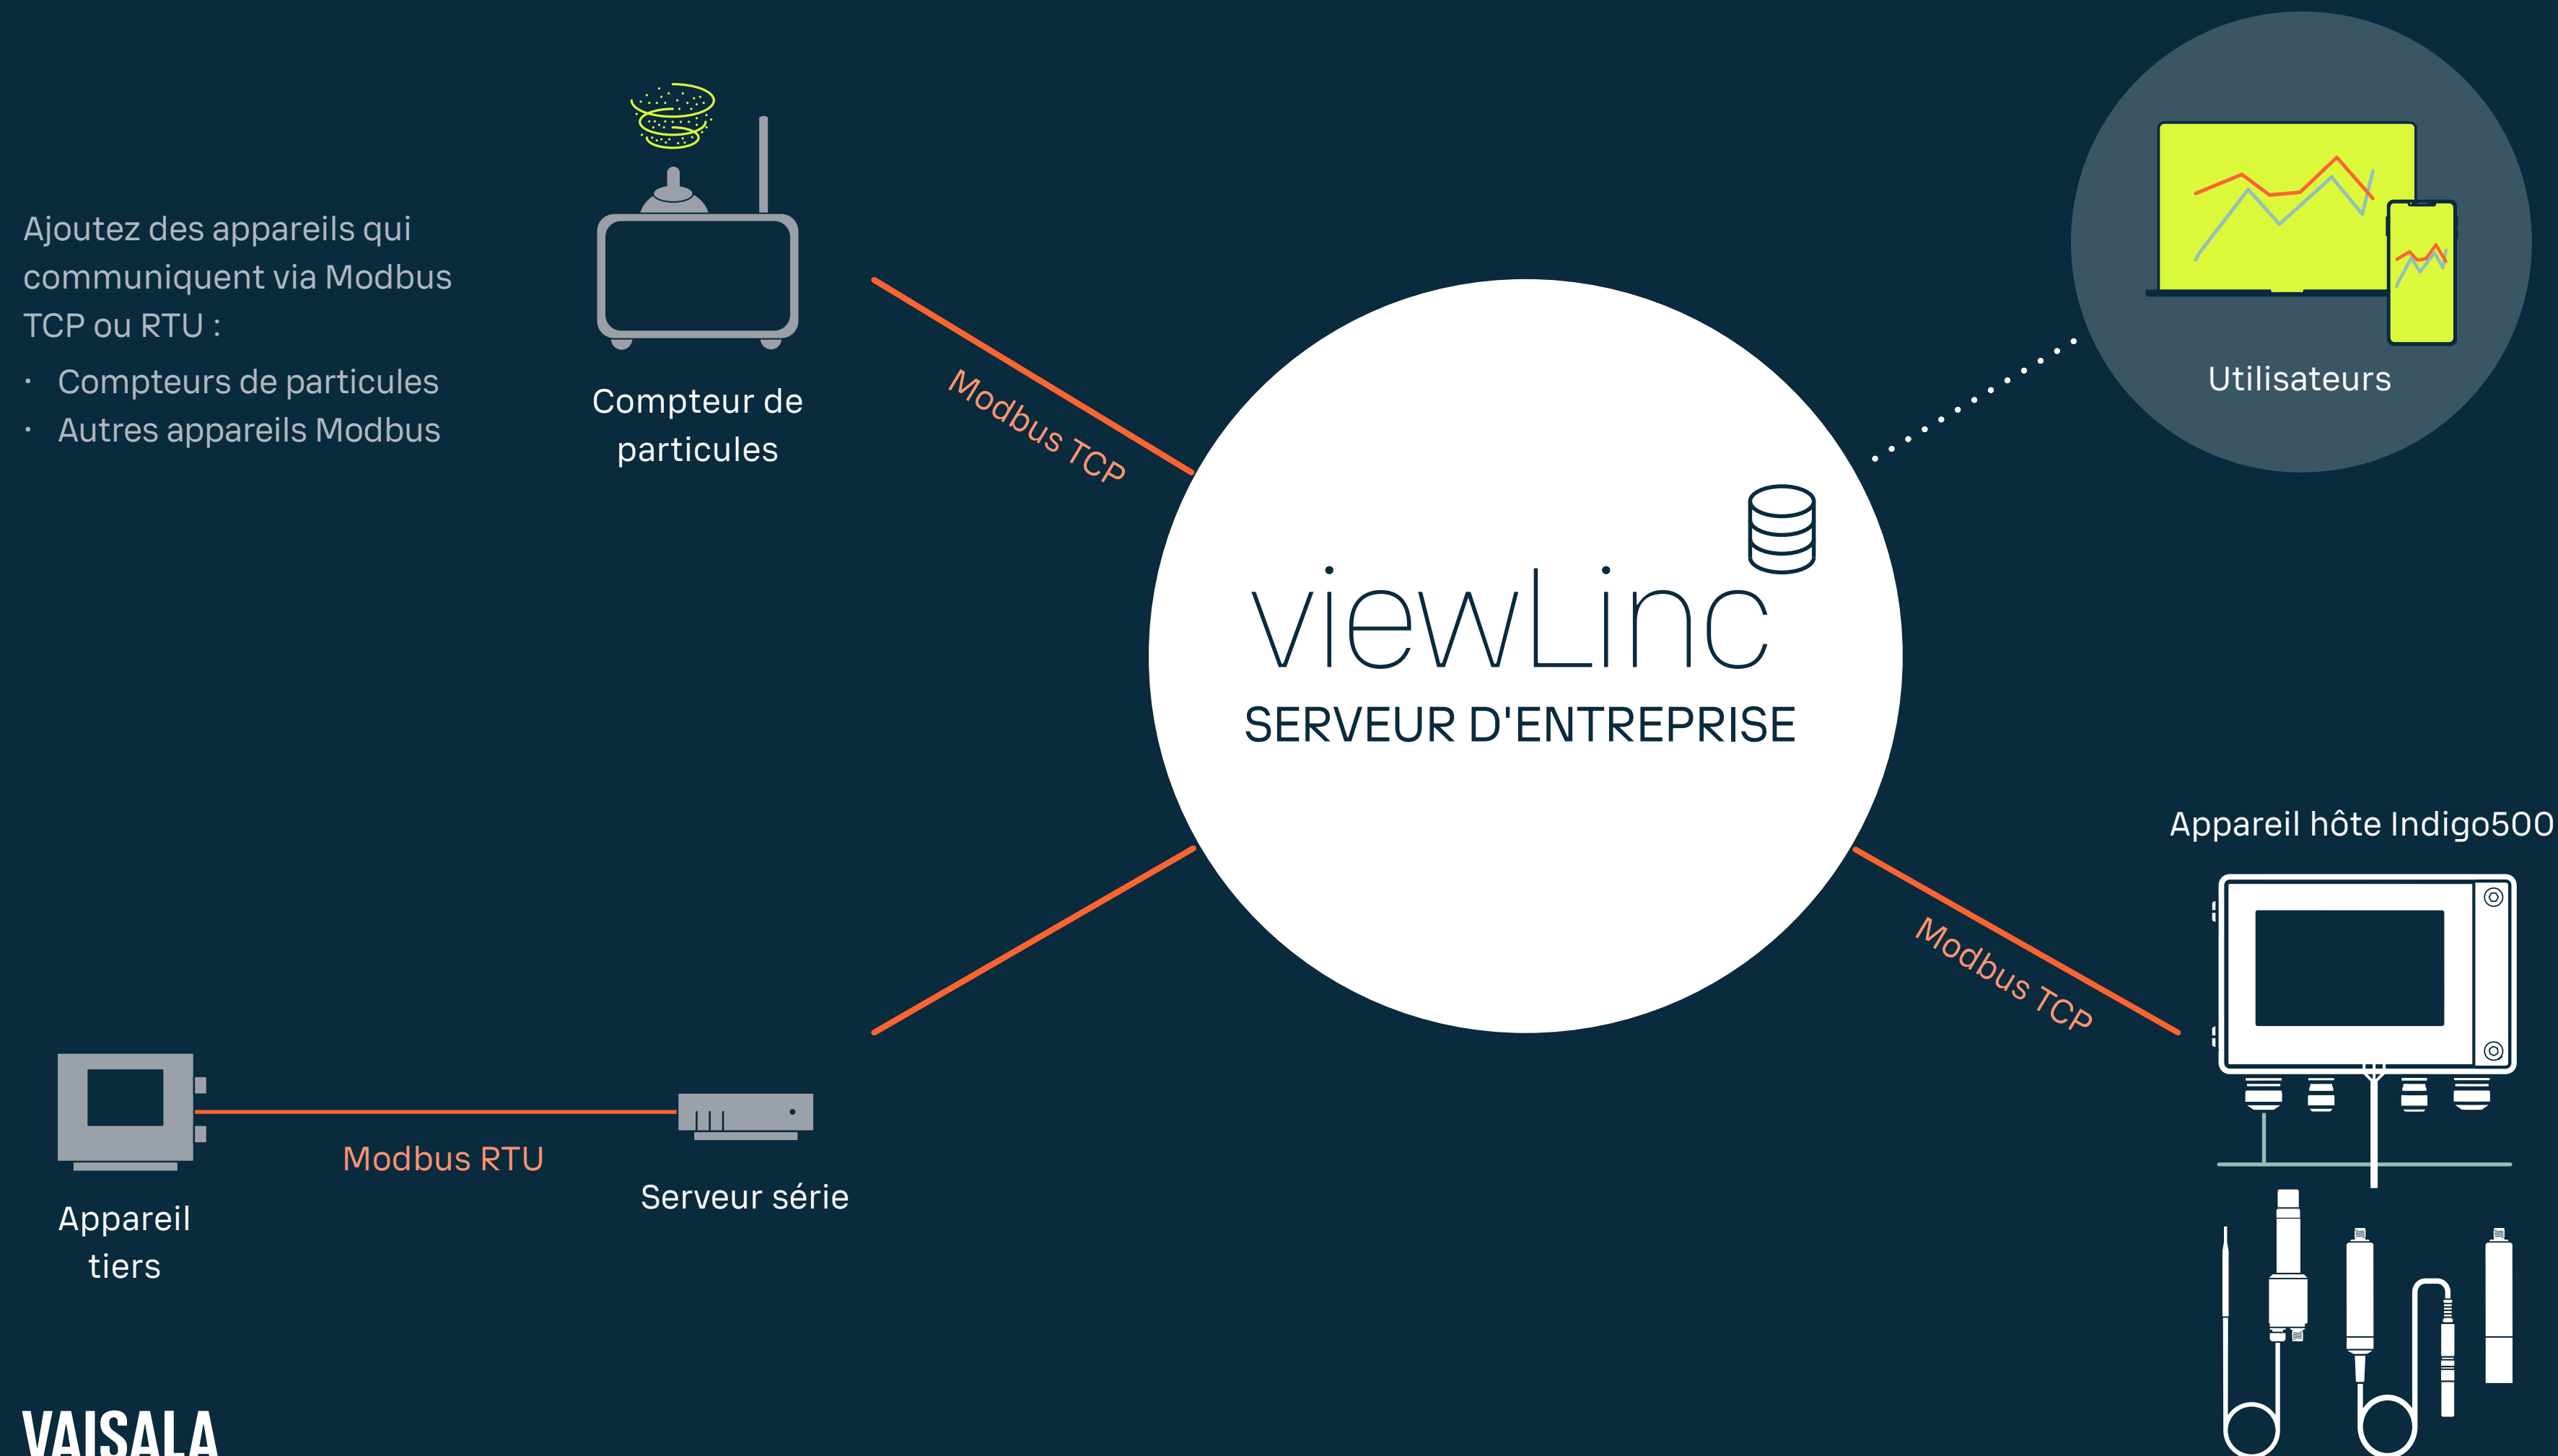 Ajoutez des appareils qui
communiquent via Modbus
TCP ou RTU :
· Compteurs de particules
· Autres appareils Modbus
Compteur de
particules
Modbus TCP
Utilisateurs
viewLinc
SERVEUR D'ENTREPRISE
Appareil hôte Indigo500
Modbus TCP
Modbus RTU
Serveur série
Appareil
tiers
VAISALA